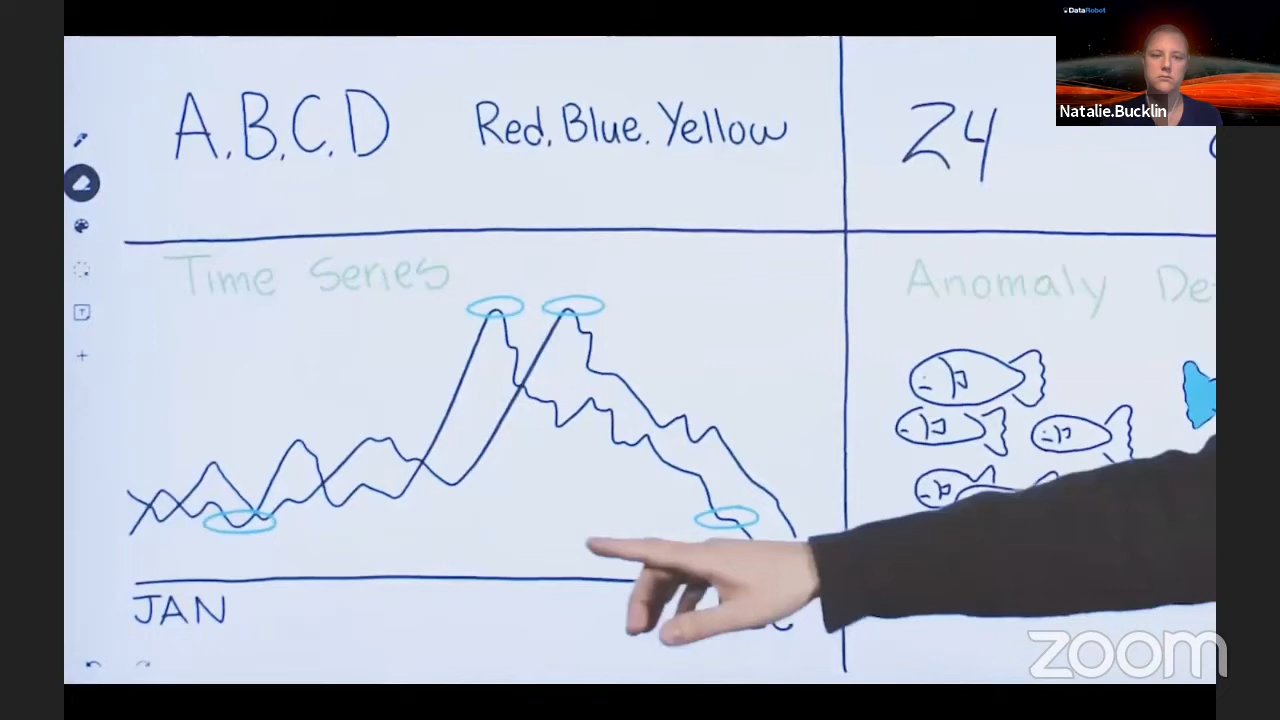 DataRobot
Natalie.Bucklin
A,B,C,D
Red, Blue, Yellow
24
Time Series
Anomaly De
JAN
zoom